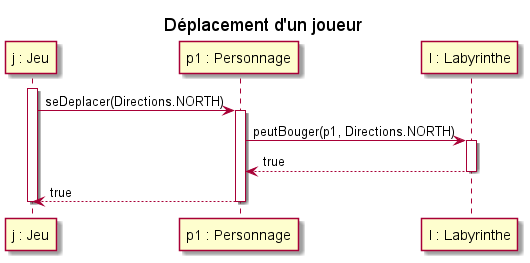 Déplacement d'un joueur
j : Jeu
p1 : Personnage
l : Labyrinthe
seDeplacer(Directions.NORTH)
peutBouger(p1, Directions.NORTH)
true
true
j : Jeu
p1 : Personnage
l : Labyrinthe